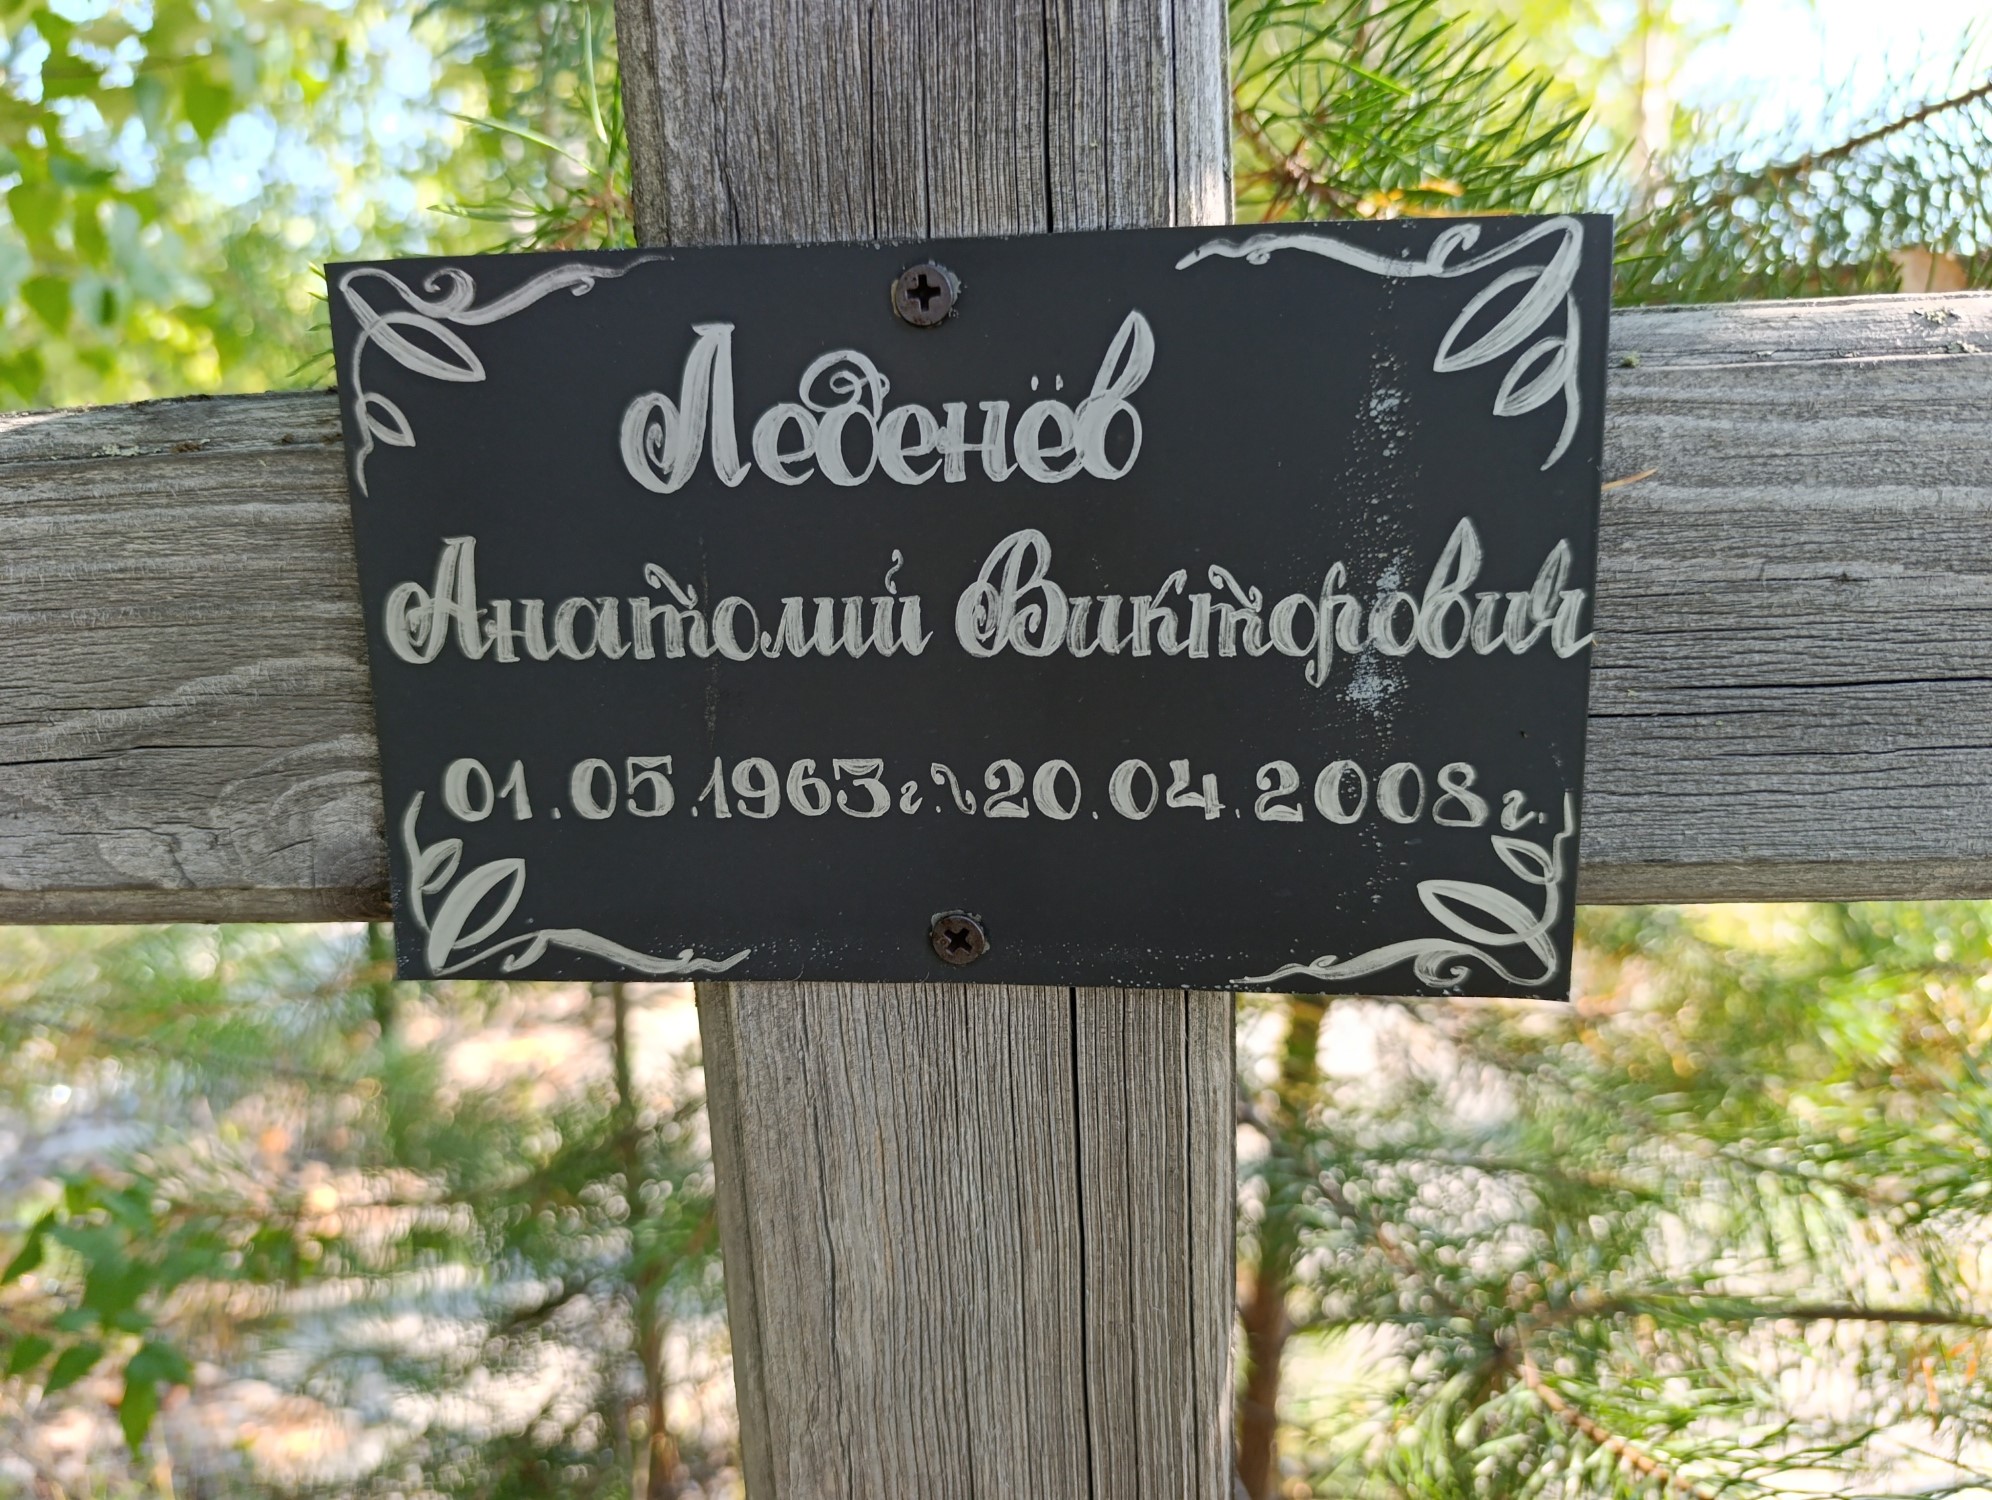 Леденёв
Анатолий Викторович
01.05.1963г.~20.04.2008г.